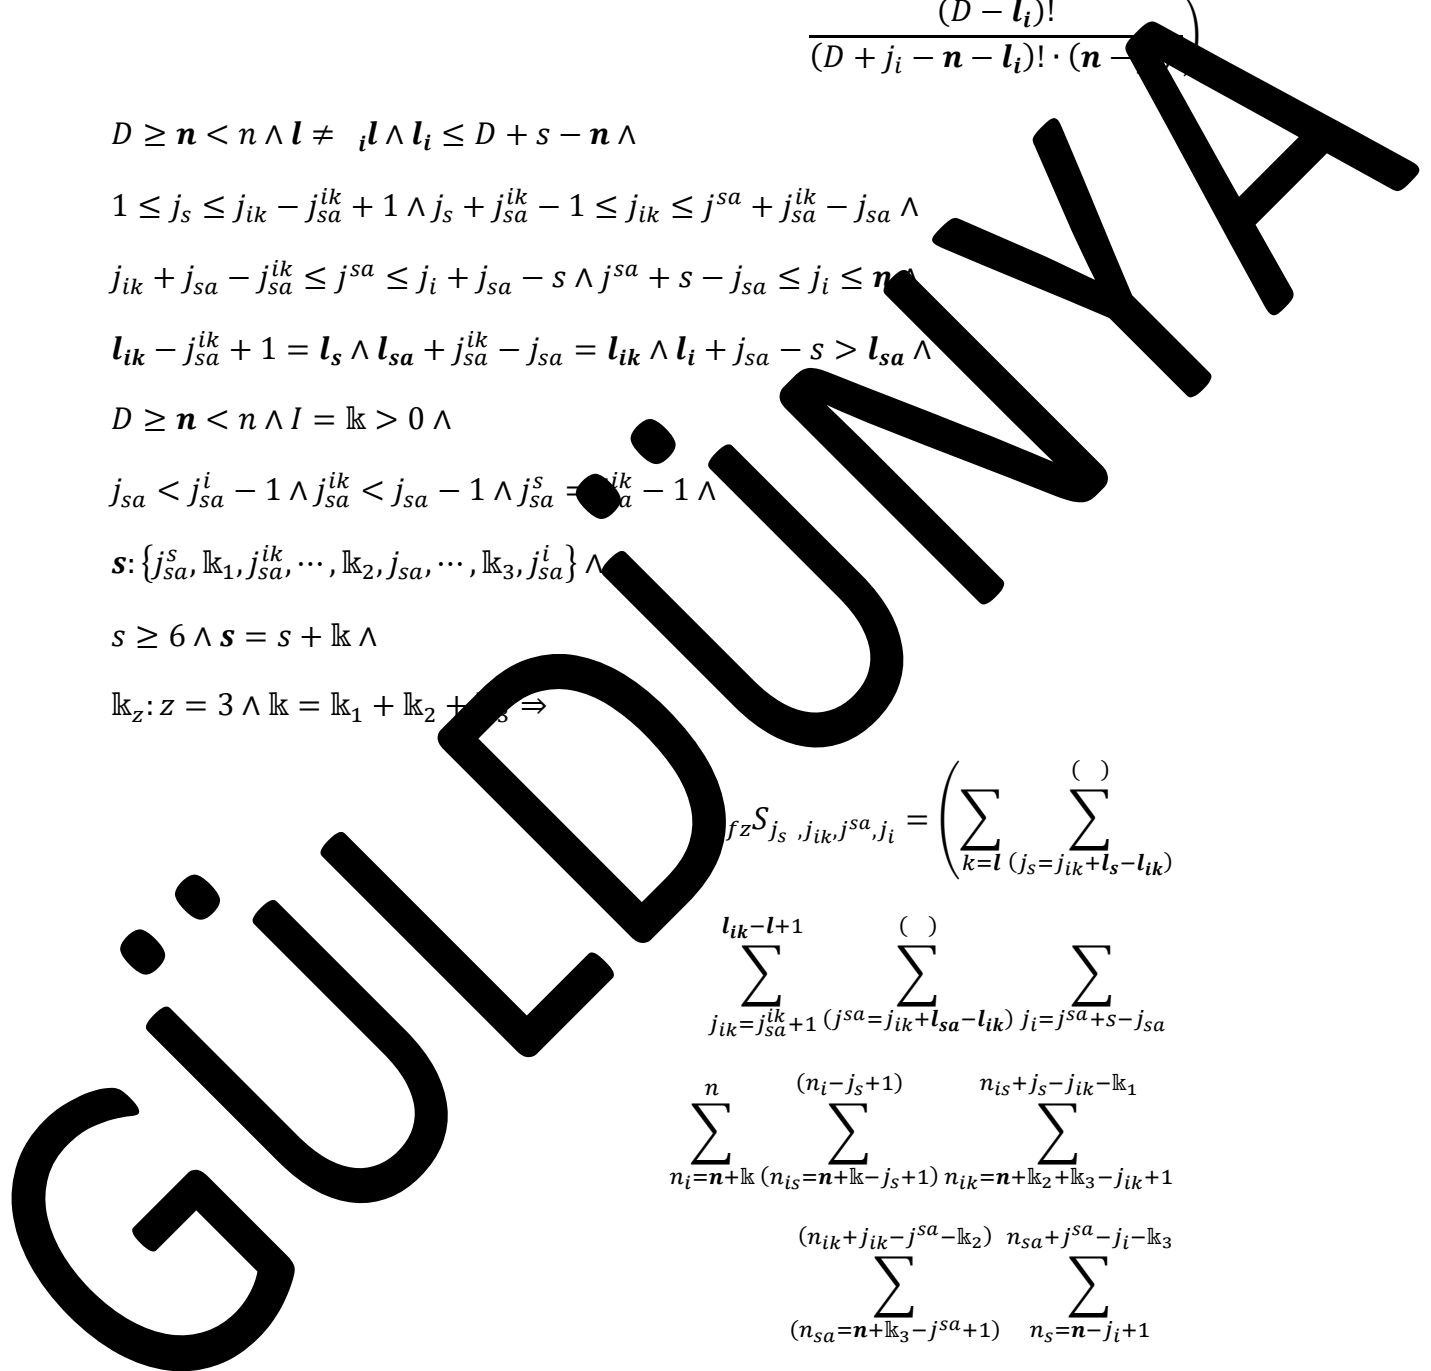 (D − l_i)!
(D + j_i − n − l_i)! · (n −
D ≥ n < n ∧ l ≠ _il ∧ l_i ≤ D + s − n ∧
1 ≤ j_s ≤ j_ik − j_sa^ik + 1 ∧ j_s + j_sa^ik − 1 ≤ j_ik ≤ j^sa + j_sa^ik − j_sa ∧
j_ik + j_sa − j_sa^ik ≤ j^sa ≤ j_i + j_sa − s ∧ j^sa + s − j_sa ≤ j_i ≤ n ∧
l_ik − j_sa^ik + 1 = l_s ∧ l_sa + j_sa^ik − j_sa = l_ik ∧ l_i + j_sa − s > l_sa ∧
D ≥ n < n ∧ I = 𝕜 > 0 ∧
j_sa < j_sa^i − 1 ∧ j_sa^ik < j_sa − 1 ∧ j_sa^s = j_sa^ik − 1 ∧
s: {j_sa^s, 𝕜_1, j_sa^ik, ⋯ , 𝕜_2, j_sa, ⋯ , 𝕜_3, j_sa^i} ∧
s ≥ 6 ∧ s = s + 𝕜 ∧
𝕜_z: z = 3 ∧ 𝕜 = 𝕜_1 + 𝕜_2 + 𝕜_3 ⇒
_fz S_{j_s ,j_ik,j^sa,j_i} = ( ∑_{k=l} ∑_{(j_s=j_ik+l_s−l_ik)}^{( )}
∑_{j_ik=j_sa^ik+1}^{l_ik−l+1} ∑_{(j^sa=j_ik+l_sa−l_ik)}^{( )} ∑_{j_i=j^sa+s−j_sa}
∑_{n_i=n+𝕜}^{n} ∑_{(n_is=n+𝕜−j_s+1)}^{(n_i−j_s+1)} ∑_{n_ik=n+𝕜_2+𝕜_3−j_ik+1}^{n_is+j_s−j_ik−𝕜_1}
∑_{(n_sa=n+𝕜_3−j^sa+1)}^{(n_ik+j_ik−j^sa−𝕜_2)} ∑_{n_s=n−j_i+1}^{n_sa+j^sa−j_i−𝕜_3}
GÜLDÜNYA